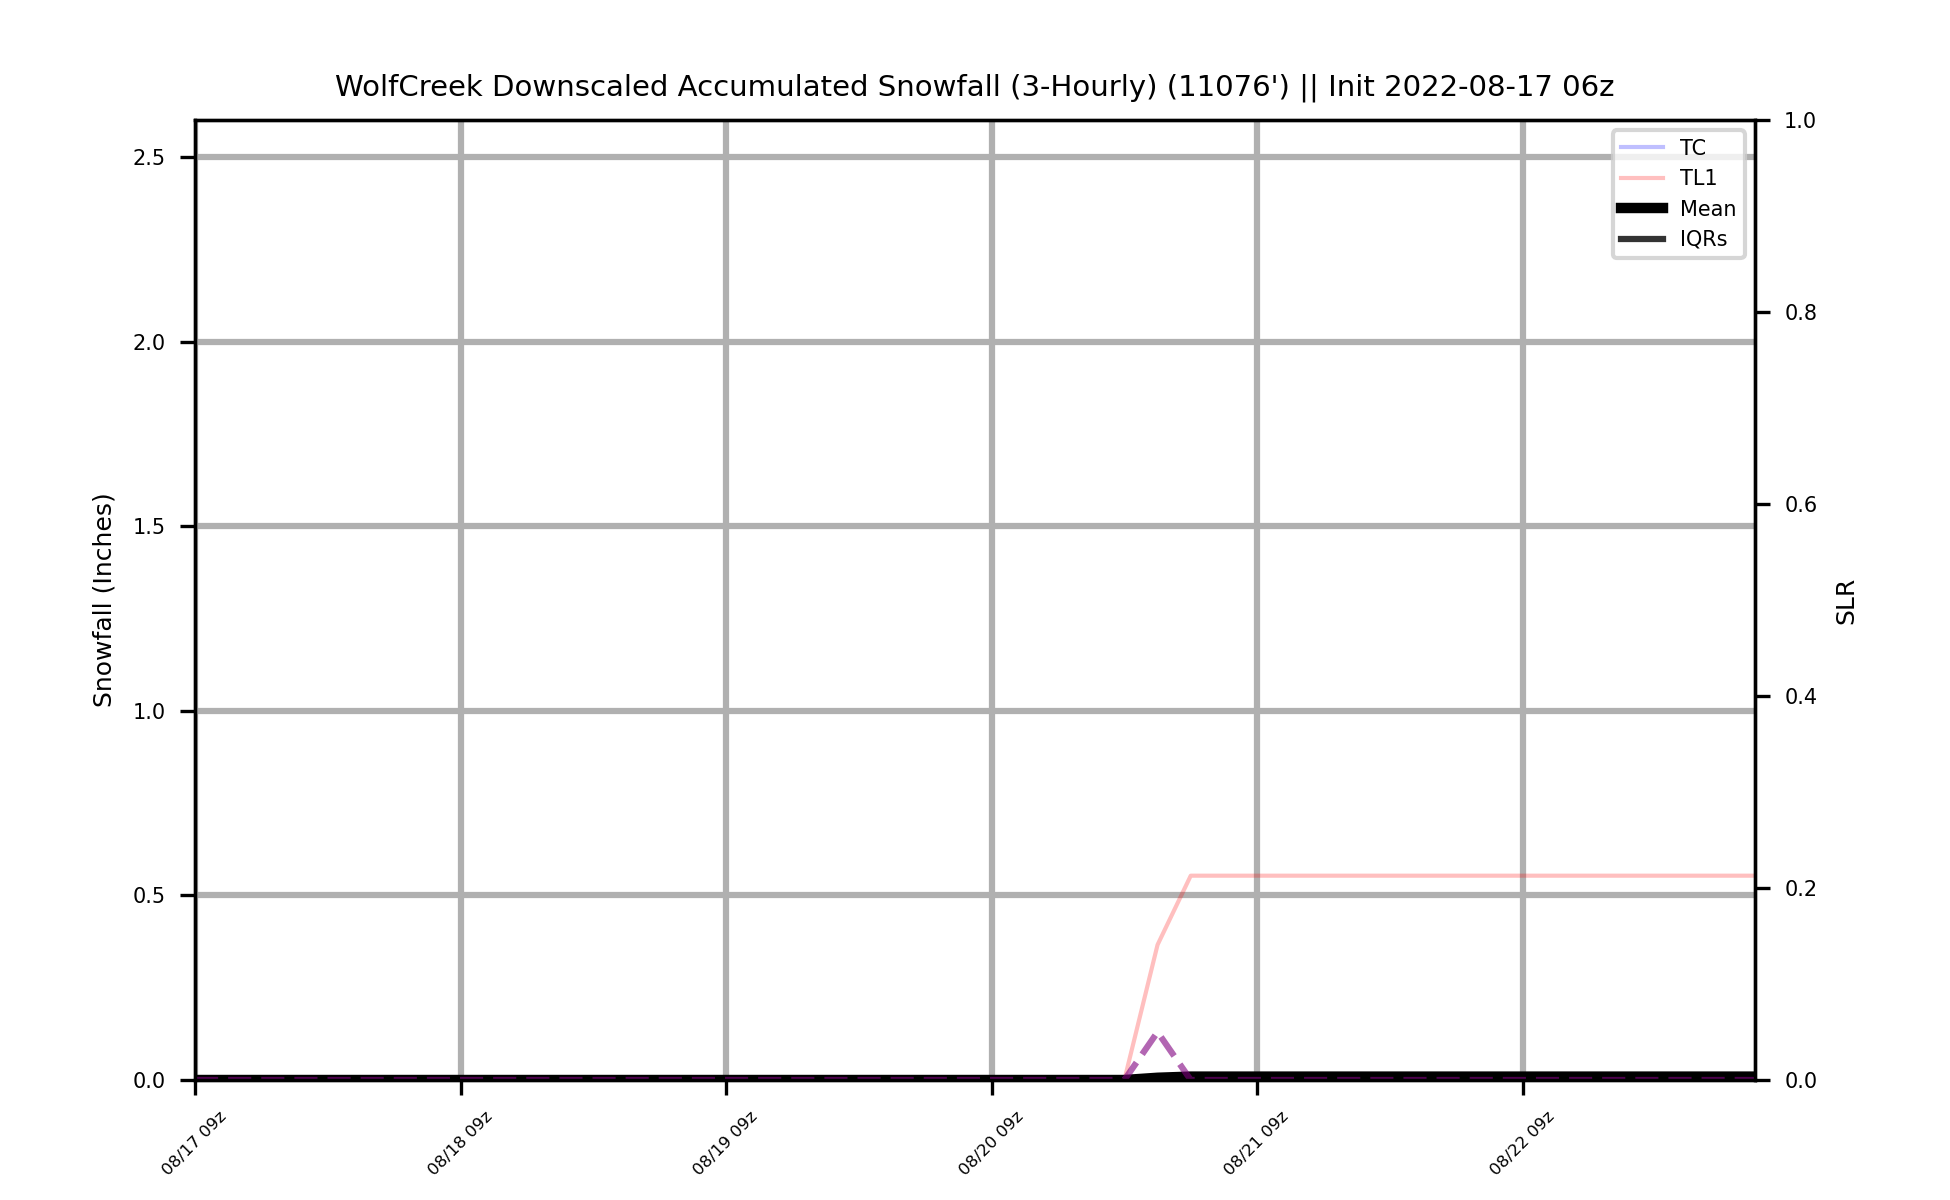 WolfCreek Downscaled Accumulated Snowfall (3-Hourly) (11076') || Init 2022-08-17 06z
Snowfall (Inches)
2.5
2.0
1.5
1.0
0.5
0.0
TC
TL1
Mean
IQRs
1.0
0.8
0.6
0.4
0.2
0.0
SLR
08/17 09z
08/18 09z
08/19 09z
08/20 09z
08/21 09z
08/22 09z